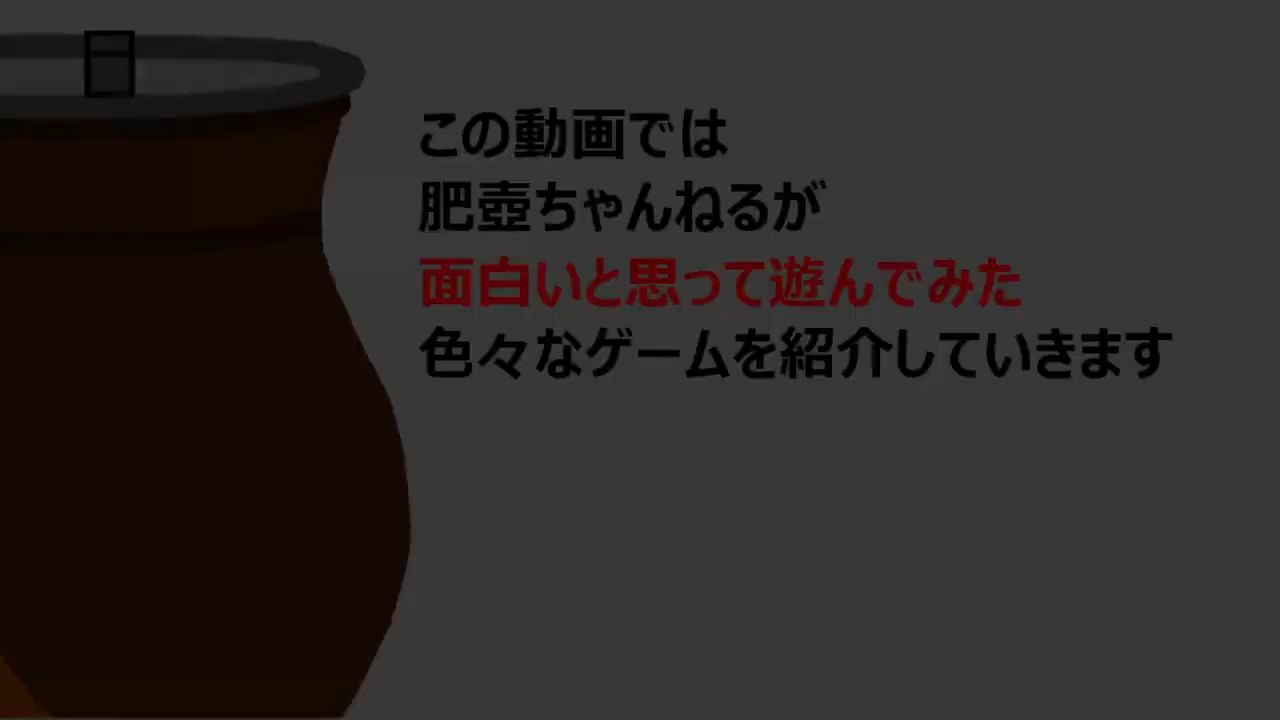 この動画では
肥壺ちゃんねるが
面白いと思って遊んでみた
色々なゲームを紹介していきます